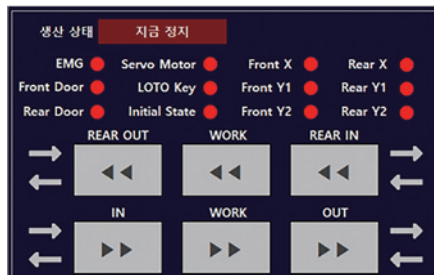 생산 상태 지금 정지
EMG Servo Motor Front X Rear X
Front Door LOTO Key Front Y1 Rear Y1
Rear Door Initial State Front Y2 Rear Y2
REAR OUT WORK REAR IN
IN WORK OUT